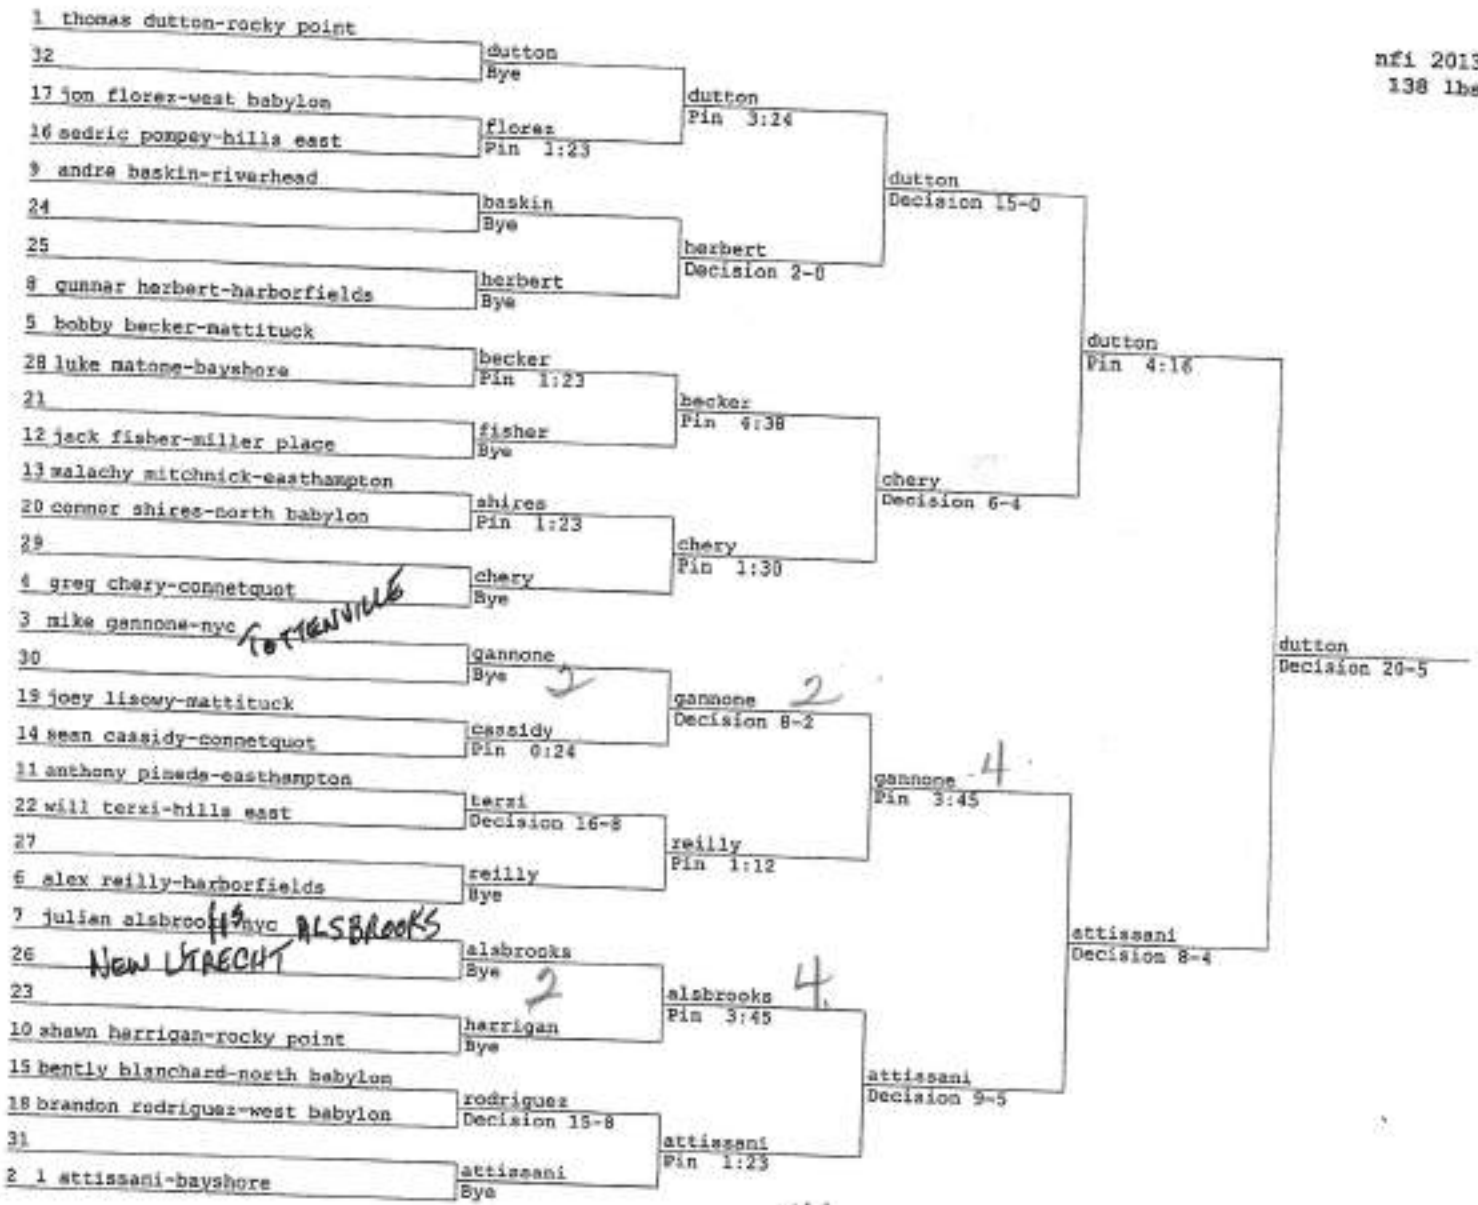 1 thomas dutton-rocky point
32
dutton
Bye
17 jon florez-west babylon
16 sedric pompey-hills east
florez
Pin 1:23
dutton
Pin 3:24
nfi 2013
138 lbs
9 andre baskin-riverhead
24
baskin
Bye
25
8 gunnar herbert-harborfields
herbert
Bye
herbert
Decision 2-0
dutton
Decision 15-0
5 bobby becker-mattituck
28 luke matone-bayshore
becker
Pin 1:23
21
12 jack fisher-miller place
fisher
Bye
becker
Pin 4:38
13 malachy mitchnick-easthampton
20 connor shires-north babylon
shires
Pin 1:23
29
4 greg chery-connetquot
chery
Bye
chery
Pin 1:30
chery
Decision 6-4
dutton
Pin 4:16
3 mike gannone-nyc TOTTENVILLE
30
gannone
Bye 2
19 joey lisowy-mattituck
14 sean cassidy-connetquot
cassidy
Pin 0:24
gannone 2
Decision 8-2
11 anthony pineda-easthampton
22 will terzi-hills east
terzi
Decision 16-8
27
6 alex reilly-harborfields
reilly
Bye
reilly
Pin 1:12
gannone 4
Pin 3:45
7 julian alsbrooks-nyc ALSBROOKS
26 NEW UTRECHT
alsbrooks
Bye 2
23
10 shawn harrigan-rocky point
harrigan
Bye
alsbrooks 4
Pin 3:45
15 bently blanchard-north babylon
18 brandon rodriguez-west babylon
rodriguez
Decision 15-8
31
2 1 attissani-bayshore
attissani
Bye
attissani
Pin 1:23
attissani
Decision 9-5
attissani
Decision 8-4
dutton
Decision 20-5